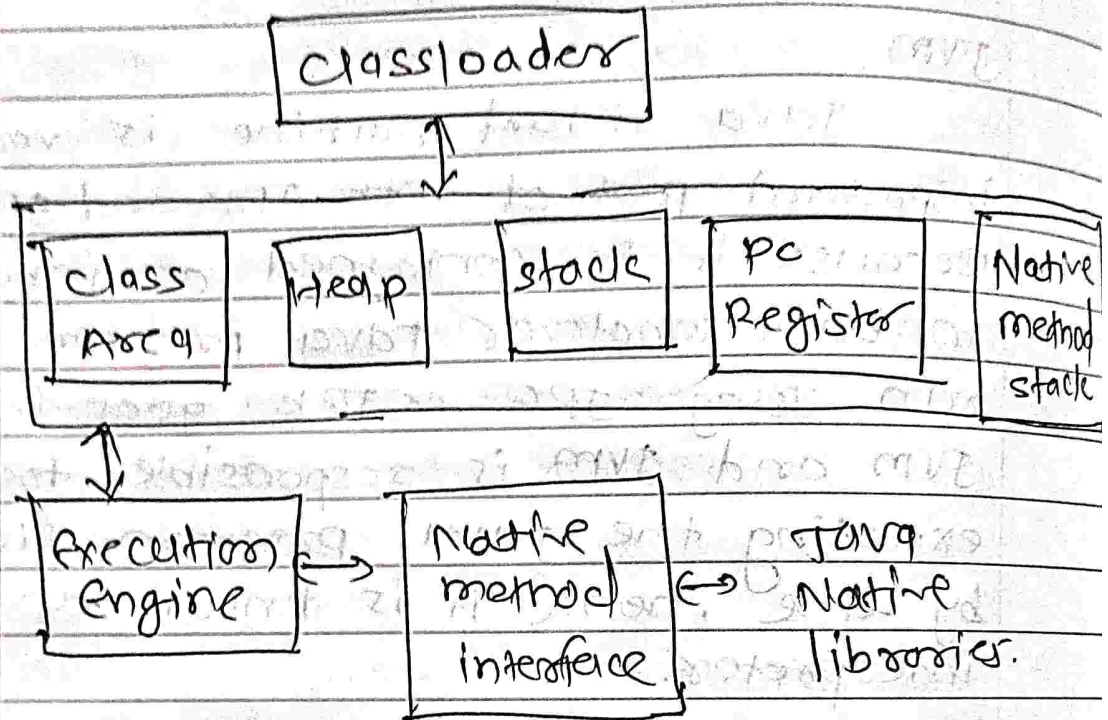 Classloader
Class
Area
Heap
stack
PC
Register
Native
method
stack
Execution
Engine
Native
method
interface
Java
Native
libraries.